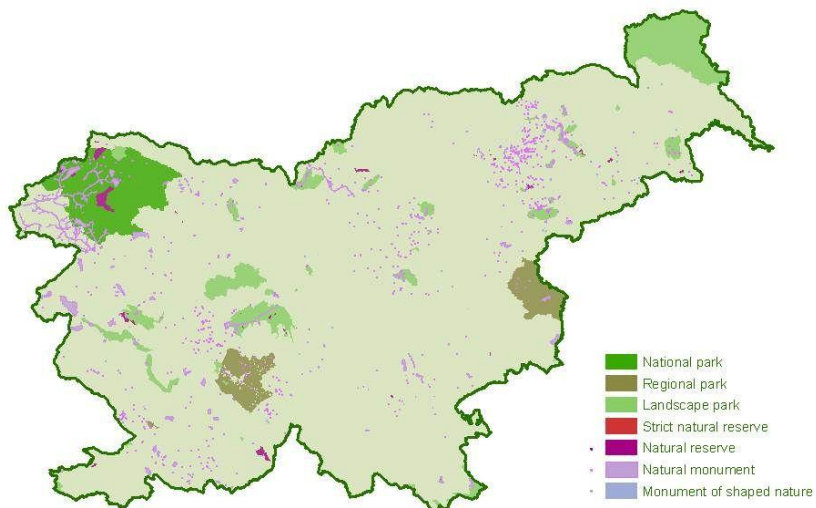 National park
Regional park
Landscape park
Strict natural reserve
Natural reserve
Natural monument
Monument of shaped nature